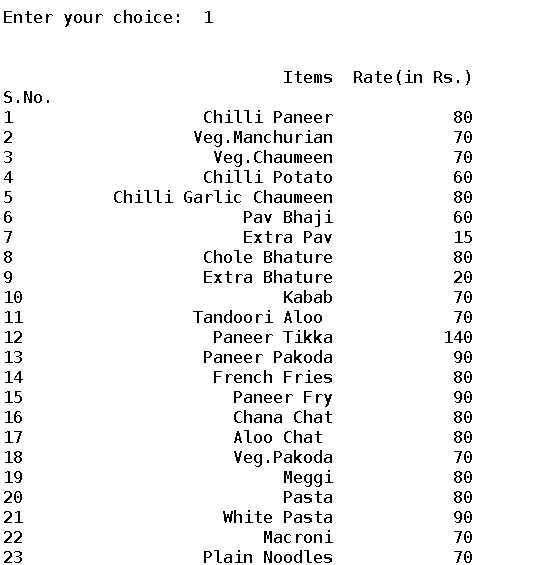 Enter your choice:  1
Items  Rate(in Rs.)
S.No.
1 Chilli Paneer 80
2 Veg.Manchurian 70
3 Veg.Chaumeen 70
4 Chilli Potato 60
5 Chilli Garlic Chaumeen 80
6 Pav Bhaji 60
7 Extra Pav 15
8 Chole Bhature 80
9 Extra Bhature 20
10 Kabab 70
11 Tandoori Aloo 70
12 Paneer Tikka 140
13 Paneer Pakoda 90
14 French Fries 80
15 Paneer Fry 90
16 Chana Chat 80
17 Aloo Chat 80
18 Veg.Pakoda 70
19 Meggi 80
20 Pasta 80
21 White Pasta 90
22 Macroni 70
23 Plain Noodles 70